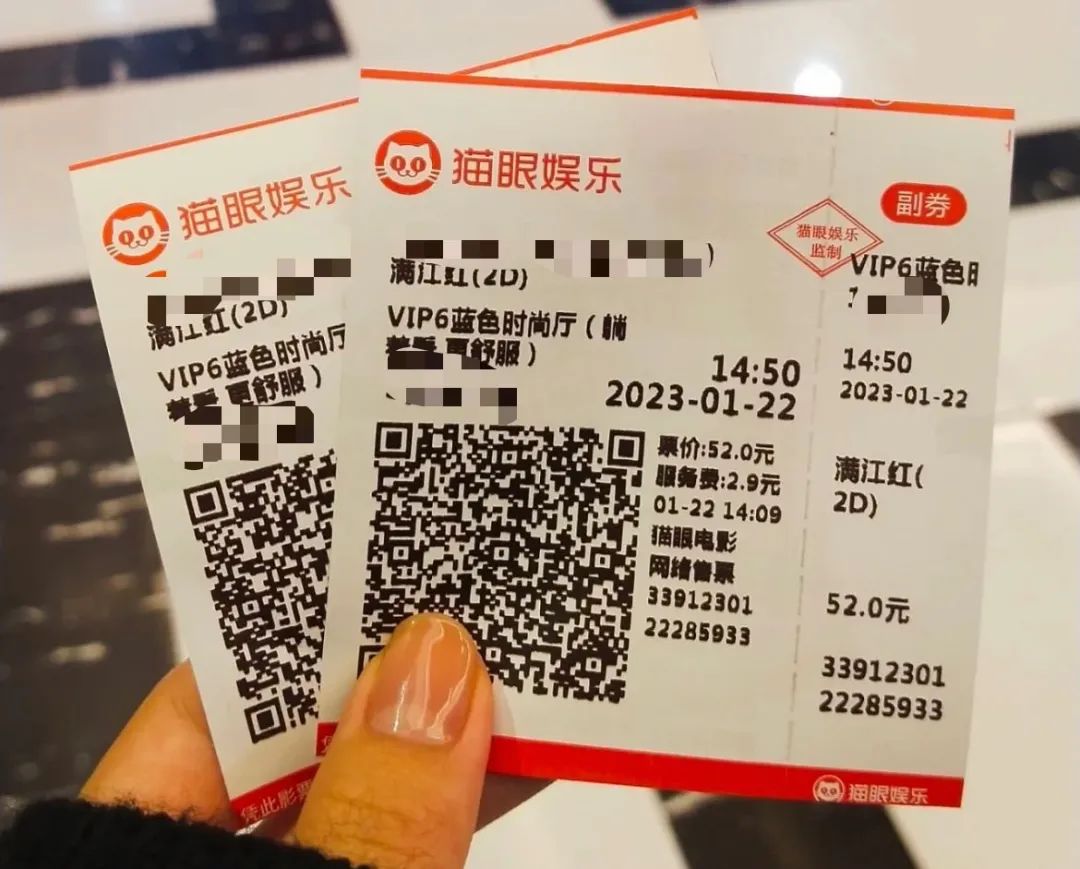 猫眼娱乐
满江红(2D)
VIP6蓝色时尚厅
更舒服）
凭此影票
猫眼娱乐
满江红(2D)
VIP6蓝色时尚厅（躺
更舒服）
14:50
2023-01-22
票价:52.0元
服务费:2.9元
01-22 14:09
猫眼电影
网络售票
33912301
22285933
猫眼娱乐
监制
副券
VIP6蓝色时
14:50
2023-01-22
满江红(
2D)
52.0元
33912301
22285933
猫眼娱乐